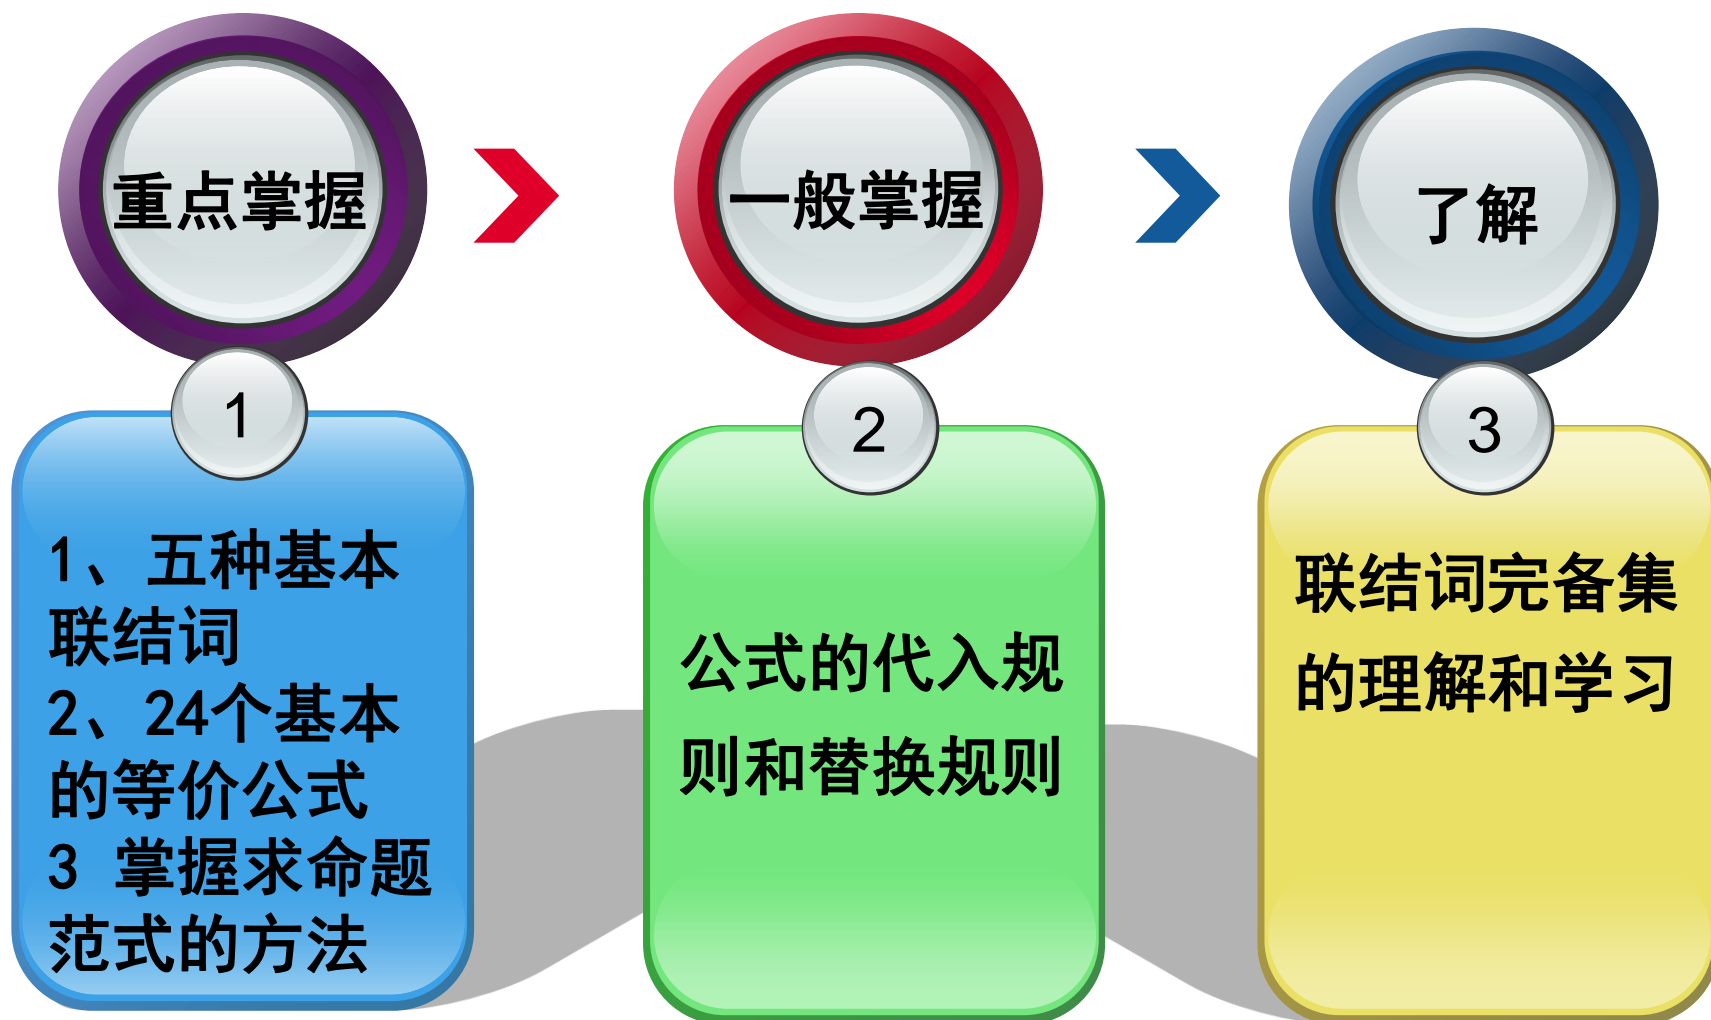 重点掌握
一般掌握
了解
1
1、五种基本
联结词
2、24个基本
的等价公式
3 掌握求命题
范式的方法
2
公式的代入规
则和替换规则
3
联结词完备集
的理解和学习